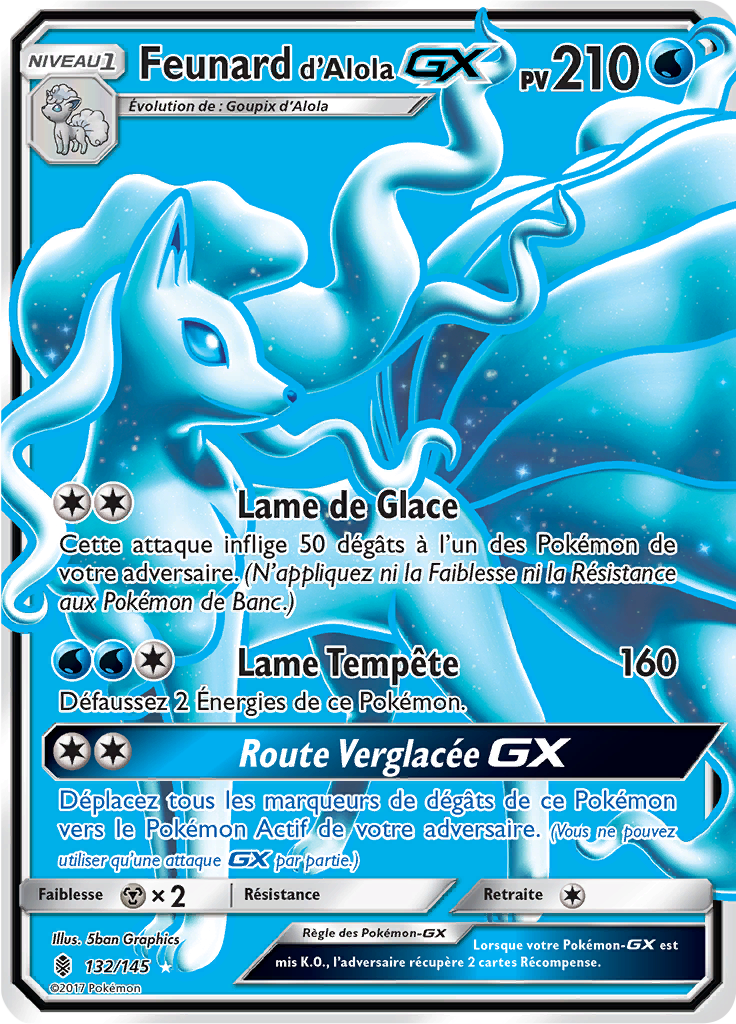 NIVEAU 1
Feunard d'Alola GX PV 210
Évolution de : Goupix d'Alola
Lame de Glace
Cette attaque inflige 50 dégâts à l'un des Pokémon de
votre adversaire. (N'appliquez ni la Faiblesse ni la Résistance
aux Pokémon de Banc.)
Lame Tempête 160
Défaussez 2 Énergies de ce Pokémon.
Route Verglacée GX
Déplacez tous les marqueurs de dégâts de ce Pokémon
vers le Pokémon Actif de votre adversaire. (Vous ne pouvez
utiliser qu'une attaque GX par partie.)
Faiblesse ×2 Résistance Retraite
Illus. 5ban Graphics
132/145
©2017 Pokémon
Règle des Pokémon-GX
Lorsque votre Pokémon-GX est
mis K.O., l'adversaire récupère 2 cartes Récompense.